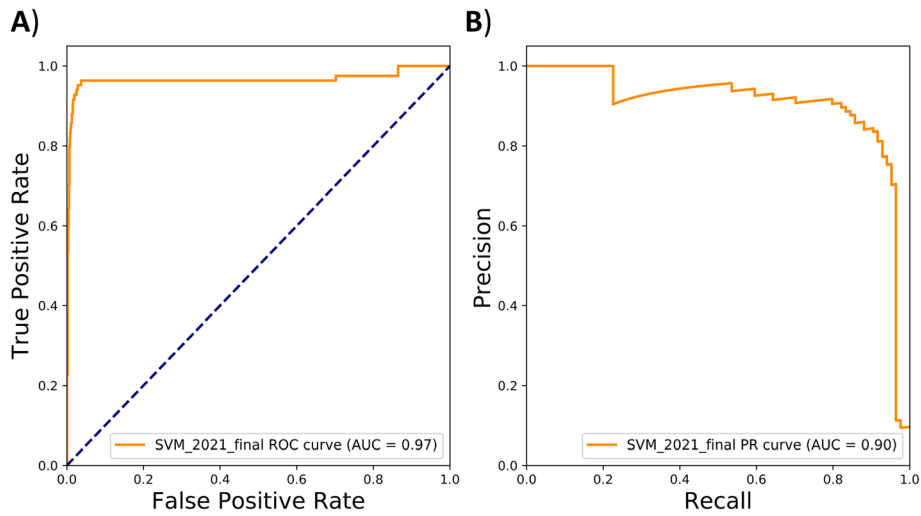 A)
1.0
0.8
0.6
0.4
0.2
0.0
True Positive Rate
0.0 0.2 0.4 0.6 0.8 1.0
False Positive Rate
SVM_2021_final ROC curve (AUC = 0.97)
B)
1.0
0.8
0.6
0.4
0.2
0.0
Precision
0.0 0.2 0.4 0.6 0.8 1.0
Recall
SVM_2021_final PR curve (AUC = 0.90)